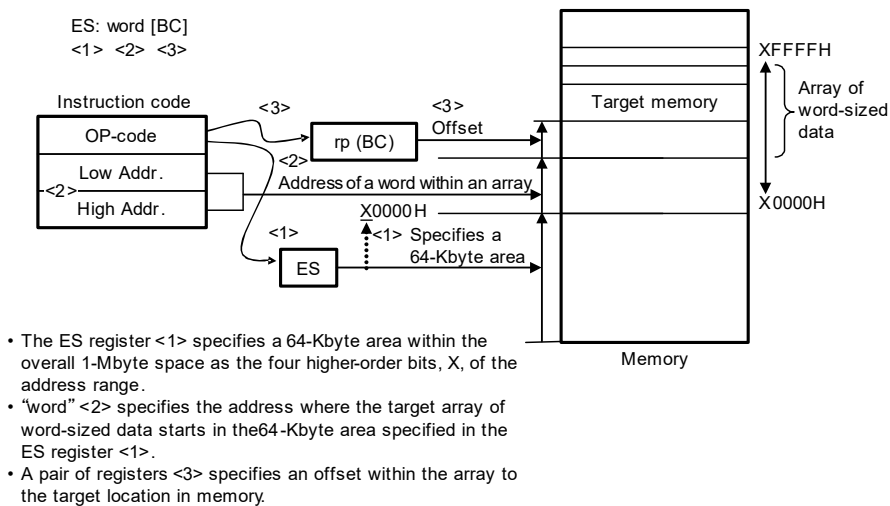 ES: word [BC]
<1> <2> <3>
XFFFFH
Array of
word-sized
data
Instruction code
<3>
<3>
Target memory
OP-code
rp (BC)
Offset
<2>
Low Addr.
<2>
Address of a word within an array
High Addr.
X0000H
X0000H
<1>
<1> Specifies a
64-Kbyte area
ES
Memory
• The ES register <1> specifies a 64-Kbyte area within the
overall 1-Mbyte space as the four higher-order bits, X, of the
address range.
• “word” <2> specifies the address where the target array of
word-sized data starts in the64-Kbyte area specified in the
ES register <1>.
• A pair of registers <3> specifies an offset within the array to
the target location in memory.